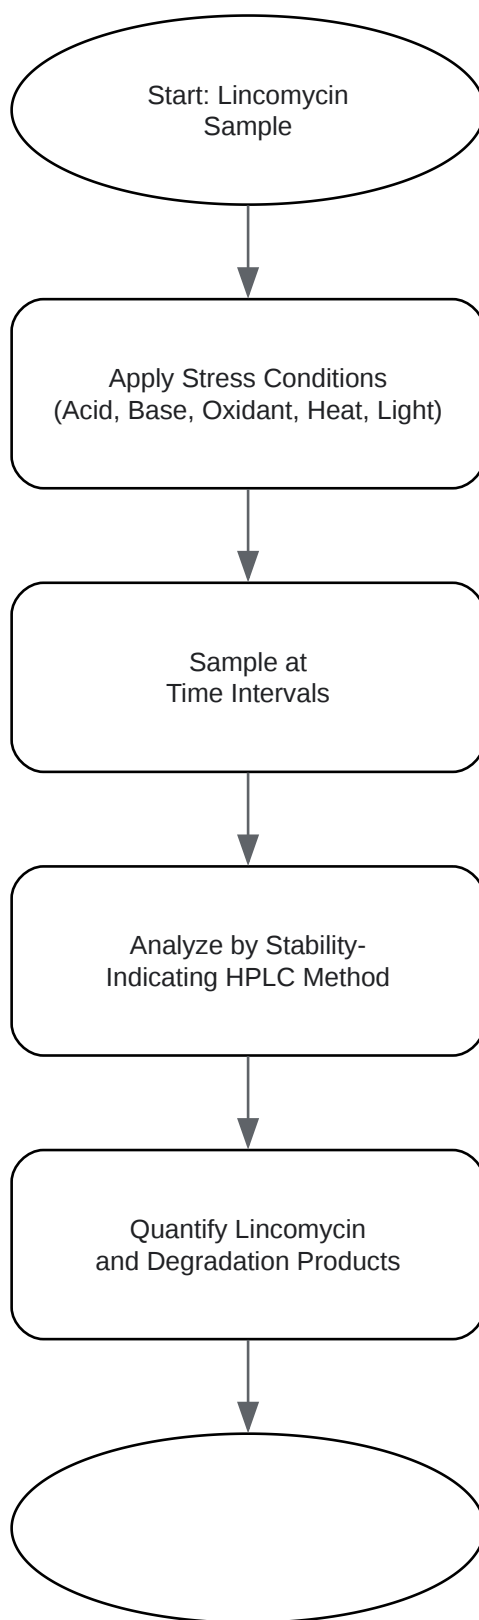 Start: Lincomycin
Sample
Apply Stress Conditions
(Acid, Base, Oxidant, Heat, Light)
Sample at
Time Intervals
Analyze by Stability-
Indicating HPLC Method
Quantify Lincomycin
and Degradation Products